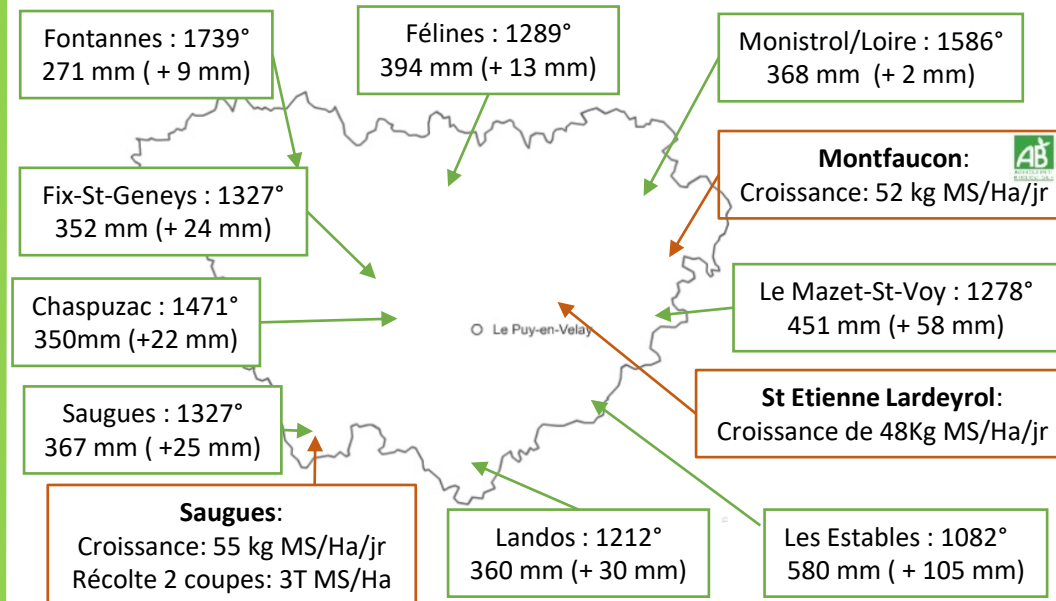 Fontannes : 1739°
271 mm ( + 9 mm)
Félines : 1289°
394 mm (+ 13 mm)
Monistrol/Loire : 1586°
368 mm  (+ 2 mm)
Montfaucon:
Croissance: 52 kg MS/Ha/jr
AB
Fix-St-Geneys : 1327°
352 mm (+ 24 mm)
Chaspuzac : 1471°
350mm (+22 mm)
Le Puy-en-Velay
Le Mazet-St-Voy : 1278°
451 mm (+ 58 mm)
St Etienne Lardeyrol:
Croissance de 48Kg MS/Ha/jr
Saugues : 1327°
367 mm ( +25 mm)
Saugues:
Croissance: 55 kg MS/Ha/jr
Récolte 2 coupes: 3T MS/Ha
Landos : 1212°
360 mm (+ 30 mm)
Les Estables : 1082°
580 mm ( + 105 mm)